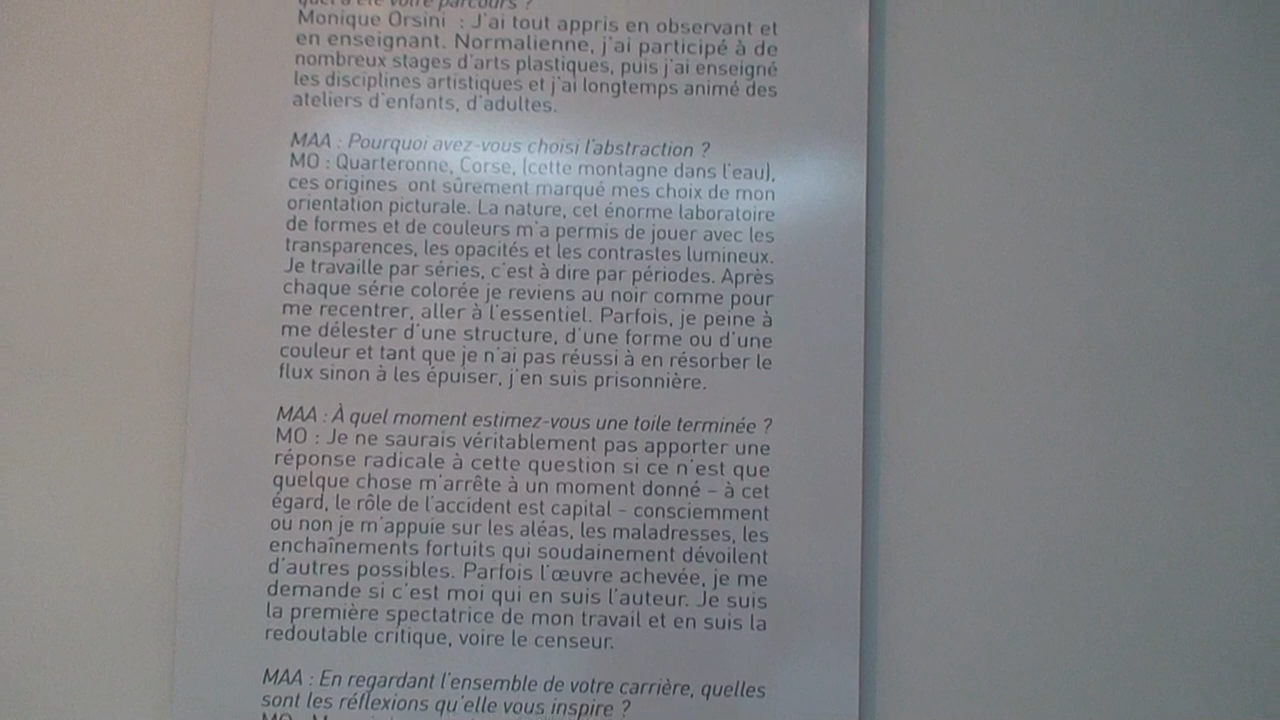 quel a été votre parcours ?
Monique Orsini : J'ai tout appris en observant et
en enseignant. Normalienne, j'ai participé à de
nombreux stages d'arts plastiques, puis j'ai enseigné
les disciplines artistiques et j'ai longtemps animé des
ateliers d'enfants, d'adultes.
MAA : Pourquoi avez-vous choisi l'abstraction ?
MO : Quarteronne, Corse, (cette montagne dans l'eau),
ces origines ont sûrement marqué mes choix de mon
orientation picturale. La nature, cet énorme laboratoire
de formes et de couleurs m'a permis de jouer avec les
transparences, les opacités et les contrastes lumineux.
Je travaille par séries, c'est à dire par périodes. Après
chaque série colorée je reviens au noir comme pour
me recentrer, aller à l'essentiel. Parfois, je peine à
me délester d'une structure, d'une forme ou d'une
couleur et tant que je n'ai pas réussi à en résorber le
flux sinon à les épuiser, j'en suis prisonnière.
MAA : À quel moment estimez-vous une toile terminée ?
MO : Je ne saurais véritablement pas apporter une
réponse radicale à cette question si ce n'est que
quelque chose m'arrête à un moment donné – à cet
égard, le rôle de l'accident est capital – consciemment
ou non je m'appuie sur les aléas, les maladresses, les
enchaînements fortuits qui soudainement dévoilent
d'autres possibles. Parfois l'œuvre achevée, je me
demande si c'est moi qui en suis l'auteur. Je suis
la première spectatrice de mon travail et en suis la
redoutable critique, voire le censeur.
MAA : En regardant l'ensemble de votre carrière, quelles
sont les réflexions qu'elle vous inspire ?